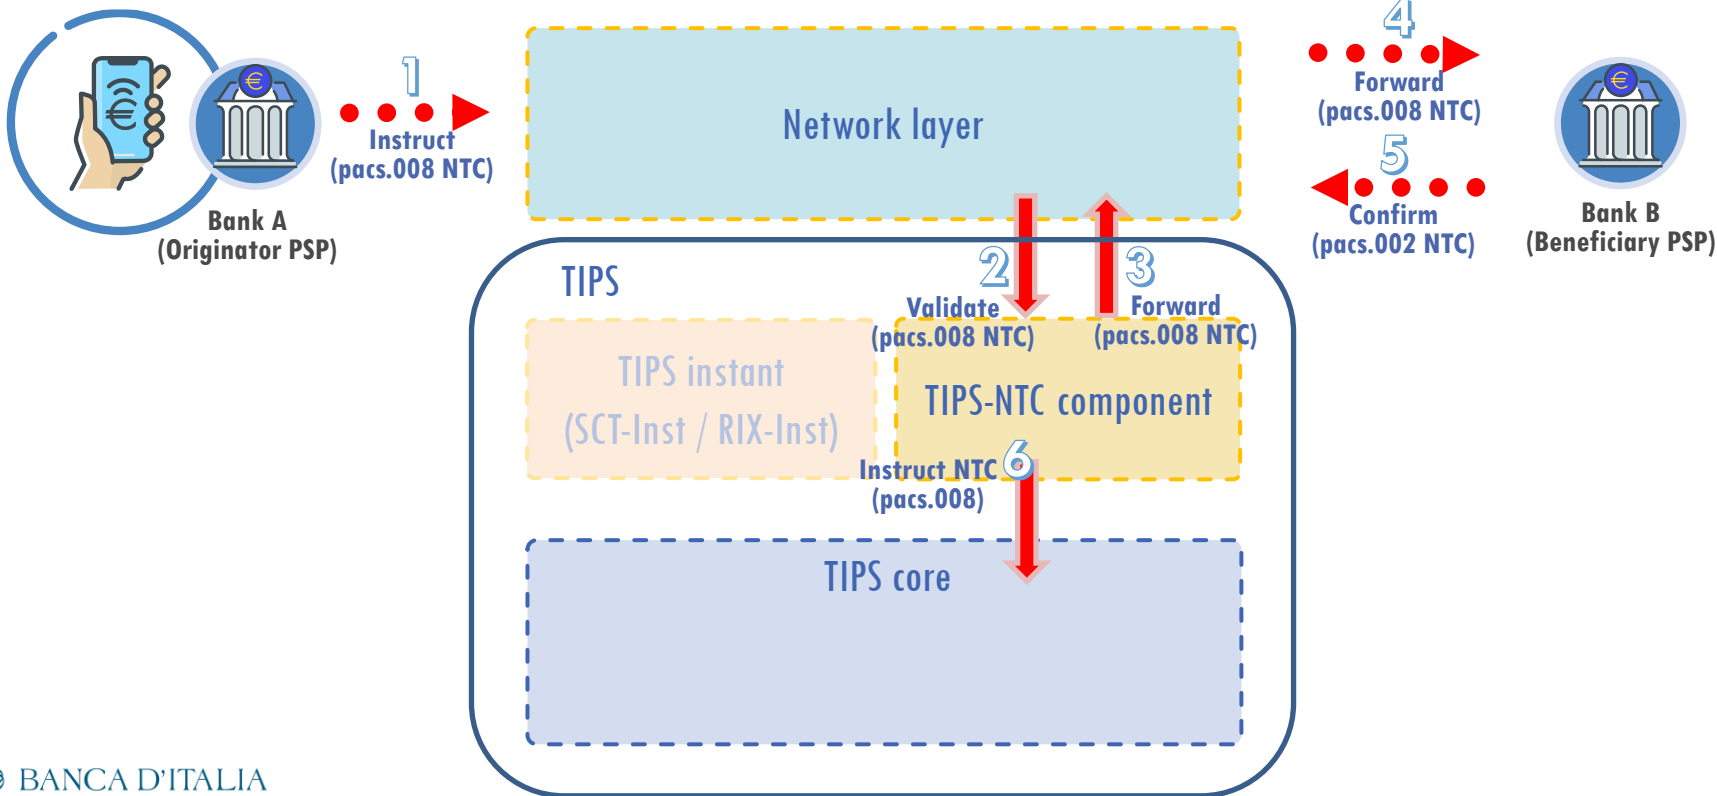 1
Instruct
(pacs.008 NTC)
Bank A
(Originator PSP)
Network layer
4
Forward
(pacs.008 NTC)
5
Confirm
(pacs.002 NTC)
Bank B
(Beneficiary PSP)
TIPS
2
Validate
(pacs.008 NTC)
3
Forward
(pacs.008 NTC)
TIPS instant
(SCT-Inst / RIX-Inst)
TIPS-NTC component
6
Instruct NTC
(pacs.008)
TIPS core
BANCA D'ITALIA